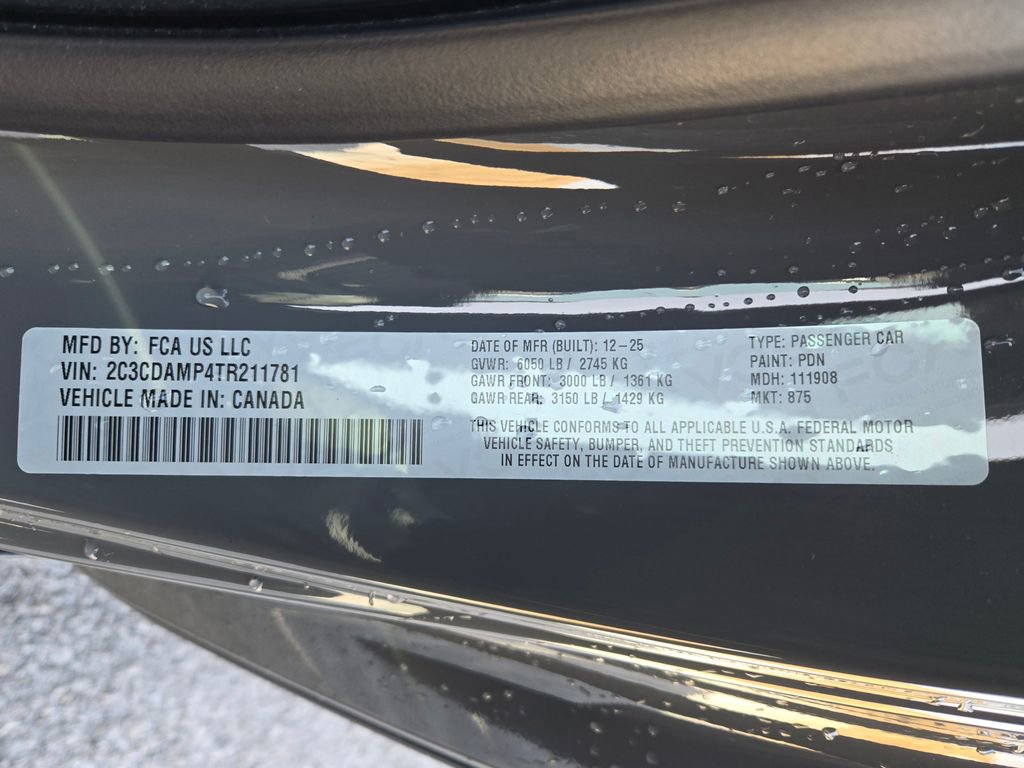 MFD BY: FCA US LLC
VIN: 2C3CDAMP4TR211781
VEHICLE MADE IN: CANADA
DATE OF MFR (BUILT): 12-25
GVWR: 6050 LB / 2745 KG
GAWR FRONT: 3000 LB / 1361 KG
GAWR REAR: 3150 LB / 1429 KG
TYPE: PASSENGER CAR
PAINT: PDN
MDH: 111908
MKT: 875
THIS VEHICLE CONFORMS TO ALL APPLICABLE U.S.A. FEDERAL MOTOR
VEHICLE SAFETY, BUMPER, AND THEFT PREVENTION STANDARDS
IN EFFECT ON THE DATE OF MANUFACTURE SHOWN ABOVE.